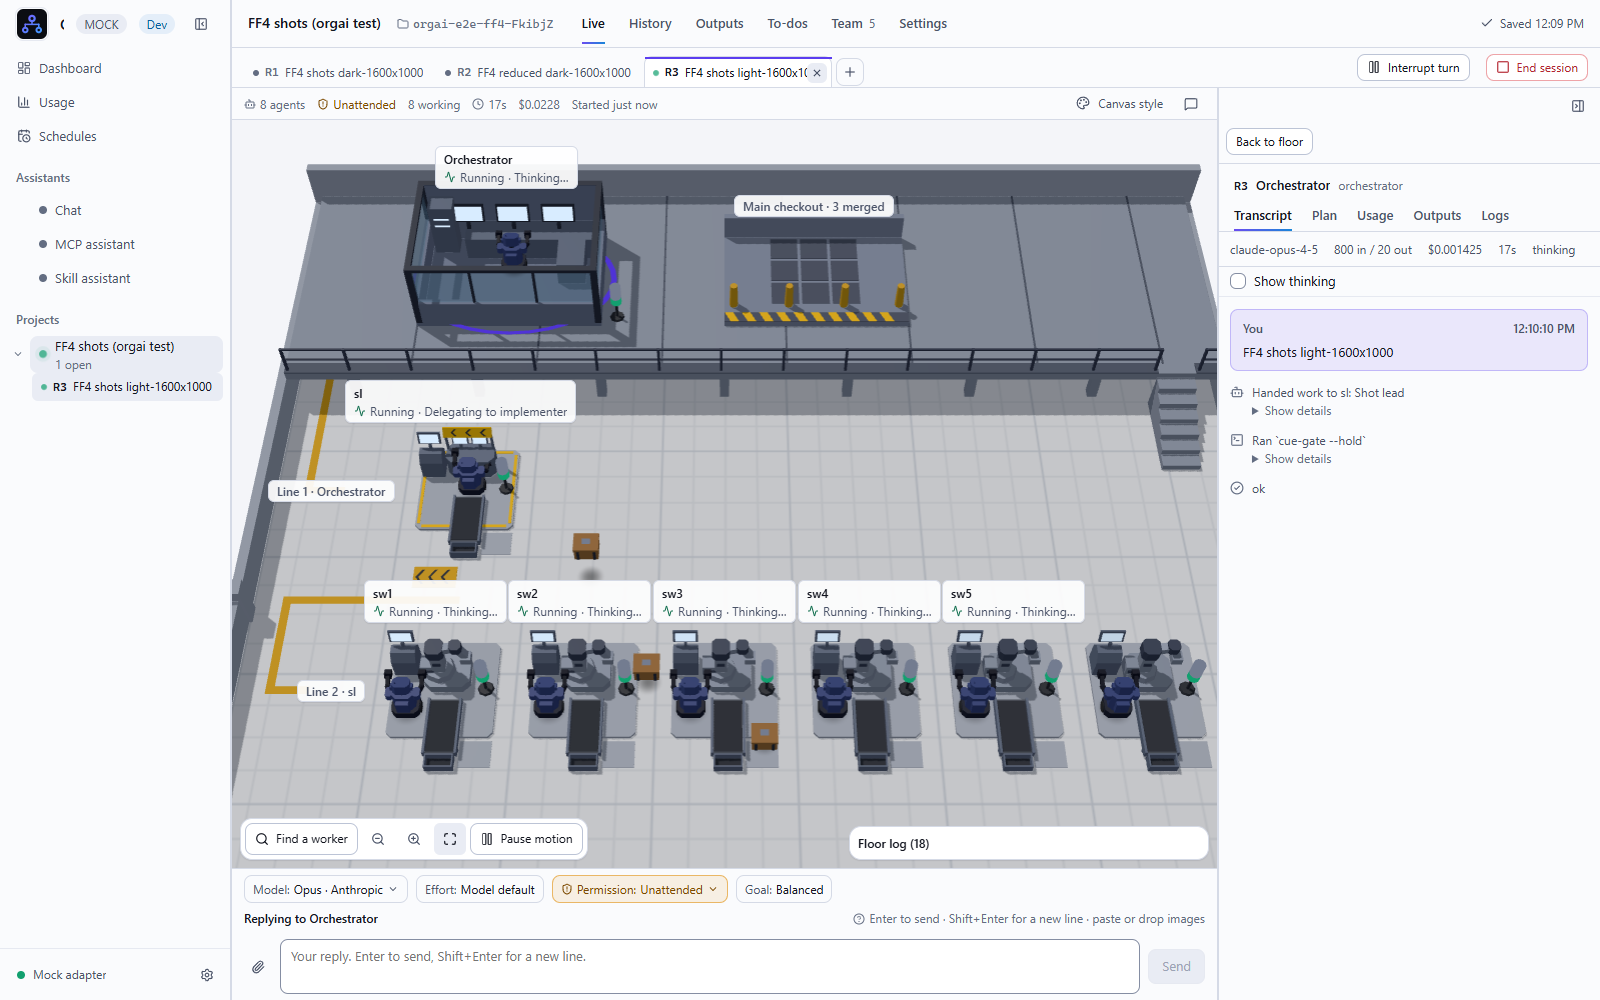 MOCK
Dev
Dashboard
Usage
Schedules
Assistants
Chat
MCP assistant
Skill assistant
Projects
FF4 shots (orgai test)
1 open
R3 FF4 shots light-1600x1000
Mock adapter
FF4 shots (orgai test)
orgai-e2e-ff4-FkibjZ
Live
History
Outputs
To-dos
Team 5
Settings
Saved 12:09 PM
R1 FF4 shots dark-1600x1000
R2 FF4 reduced dark-1600x1000
R3 FF4 shots light-1600x10
Interrupt turn
End session
8 agents
Unattended
8 working
17s
$0.0228
Started just now
Canvas style
Orchestrator
Running · Thinking...
Main checkout · 3 merged
sl
Running · Delegating to implementer
Line 1 · Orchestrator
sw1
Running · Thinking...
sw2
Running · Thinking...
sw3
Running · Thinking...
sw4
Running · Thinking...
sw5
Running · Thinking...
Line 2 · sl
Find a worker
Pause motion
Floor log (18)
Model: Opus · Anthropic
Effort: Model default
Permission: Unattended
Goal: Balanced
Replying to Orchestrator
Enter to send · Shift+Enter for a new line · paste or drop images
Your reply. Enter to send, Shift+Enter for a new line.
Send
Back to floor
R3 Orchestrator orchestrator
Transcript
Plan
Usage
Outputs
Logs
claude-opus-4-5
800 in / 20 out
$0.001425
17s
thinking
Show thinking
You
12:10:10 PM
FF4 shots light-1600x1000
Handed work to sl: Shot lead
Show details
Ran `cue-gate --hold`
Show details
ok